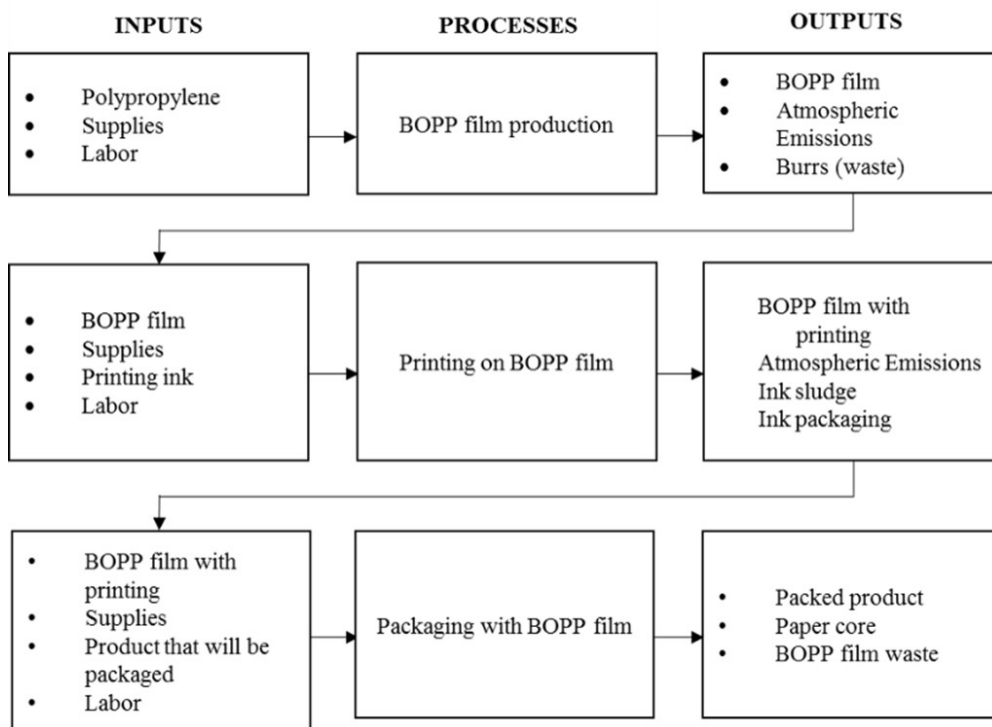 INPUTS
PROCESSES
OUTPUTS
• Polypropylene
• Supplies
• Labor
BOPP film production
• BOPP film
• Atmospheric
Emissions
• Burrs (waste)
• BOPP film
• Supplies
• Printing ink
• Labor
Printing on BOPP film
BOPP film with
printing
Atmospheric Emissions
Ink sludge
Ink packaging
• BOPP film with
printing
• Supplies
• Product that will be
packaged
• Labor
Packaging with BOPP film
• Packed product
• Paper core
• BOPP film waste